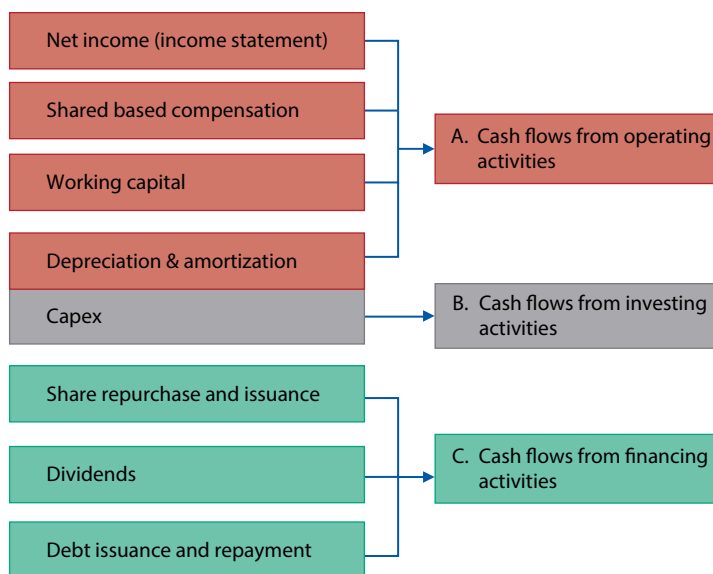 Net income (income statement)
Shared based compensation
A. Cash flows from operating
activities
Working capital
Depreciation & amortization
Capex
B. Cash flows from investing
activities
Share repurchase and issuance
Dividends
C. Cash flows from financing
activities
Debt issuance and repayment